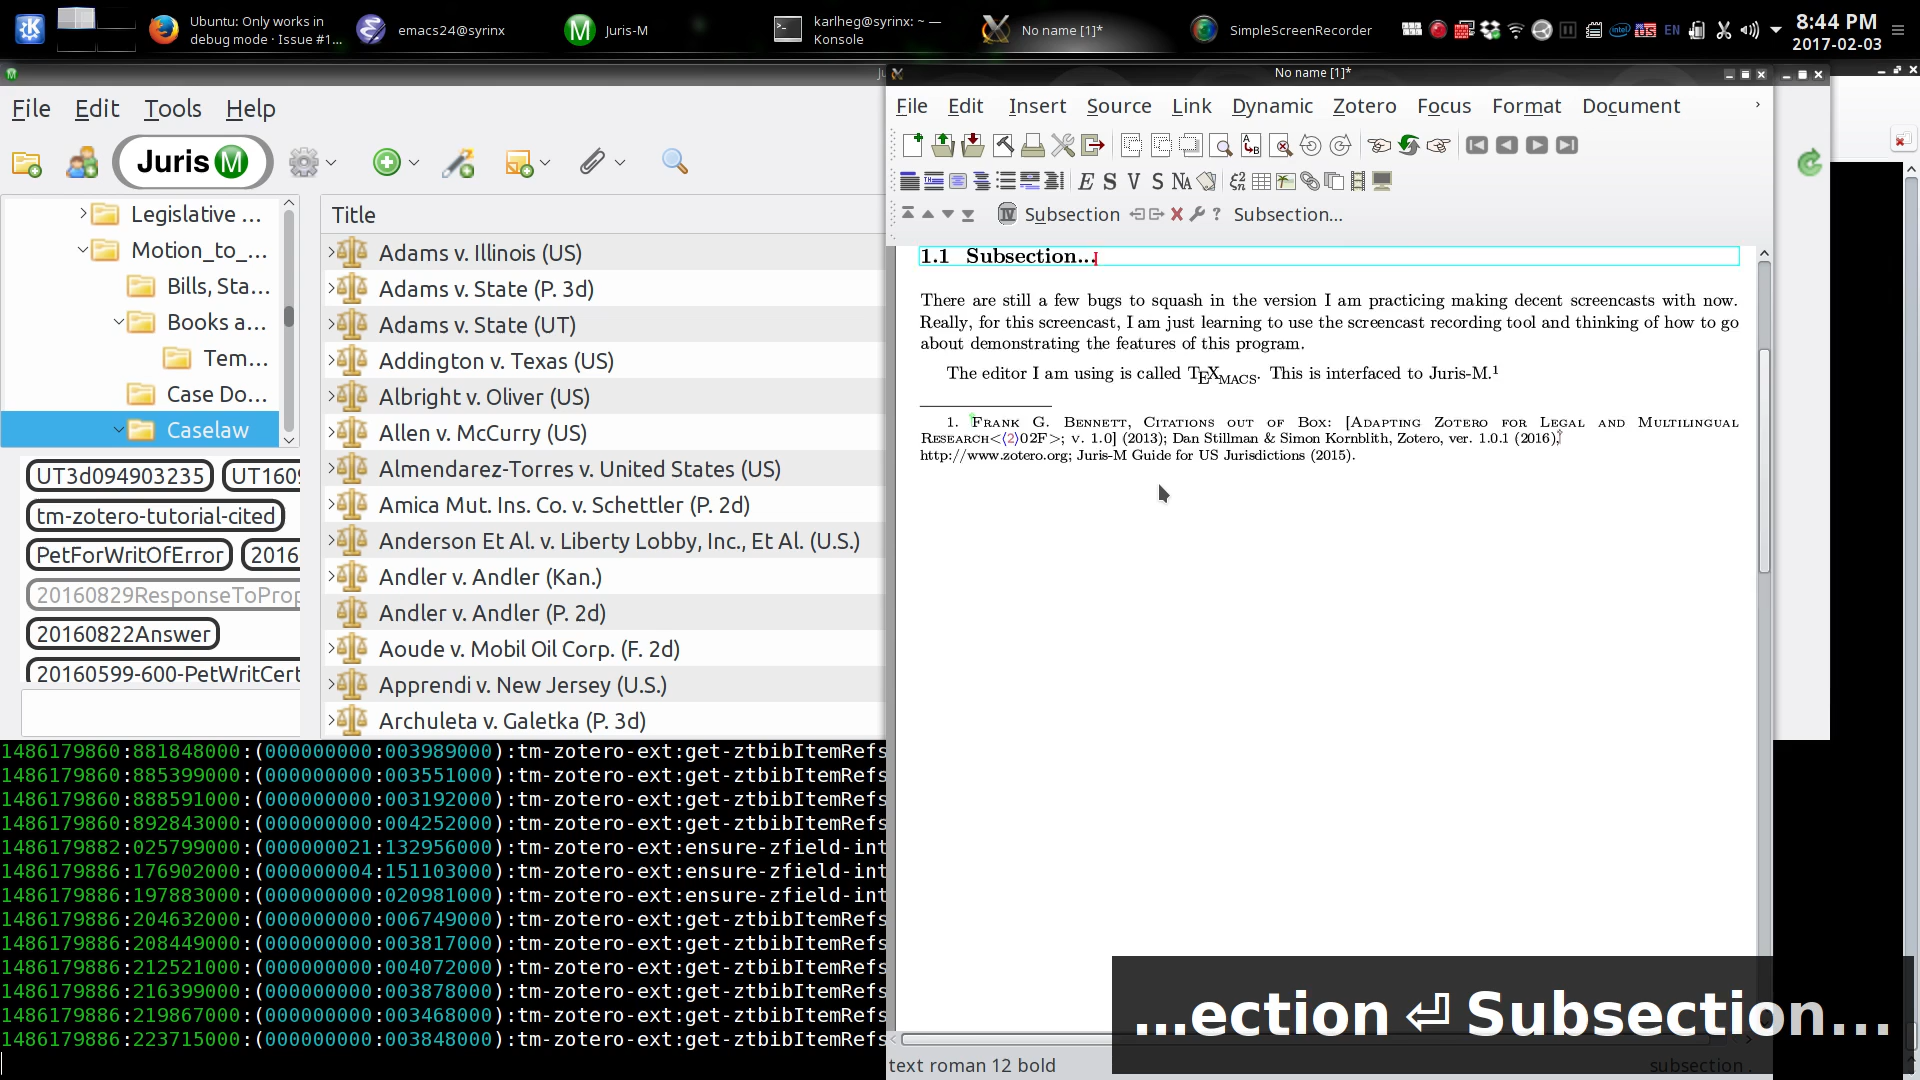 Ubuntu: Only works in
debug mode · Issue #1...
emacs24@syrinx
Juris-M
karlheg@syrinx: ~ —
Konsole
No name [1]*
SimpleScreenRecorder
EN
8:44 PM
2017-02-03
No name [1]*
File Edit Tools Help
Juris M
Legislative ...
Motion_to_...
Bills, Sta...
Books a...
Tem...
Case Do...
Caselaw
UT3d094903235
tm-zotero-tutorial-cited
PetForWritOfError
2016
20160829ResponseToProp
20160822Answer
20160599-600-PetWritCert
Title
Adams v. Illinois (US)
Adams v. State (P. 3d)
Adams v. State (UT)
Addington v. Texas (US)
Albright v. Oliver (US)
Allen v. McCurry (US)
Almendarez-Torres v. United States (US)
Amica Mut. Ins. Co. v. Schettler (P. 2d)
Anderson Et Al. v. Liberty Lobby, Inc., Et Al. (U.S.)
Andler v. Andler (Kan.)
Andler v. Andler (P. 2d)
Aoude v. Mobil Oil Corp. (F. 2d)
Apprendi v. New Jersey (U.S.)
Archuleta v. Galetka (P. 3d)
File Edit Insert Source Link Dynamic Zotero Focus Format Document
Subsection Subsection...
1.1 Subsection...
There are still a few bugs to squash in the version I am practicing making decent screencasts with now.
Really, for this screencast, I am just learning to use the screencast recording tool and thinking of how to go
about demonstrating the features of this program.
The editor I am using is called TEXMACS. This is interfaced to Juris-M.1
1. Frank G. Bennett, Citations out of Box: [Adapting Zotero for Legal and Multilingual
Research<⟨2⟩02F>; v. 1.0] (2013); Dan Stillman & Simon Kornblith, Zotero, ver. 1.0.1 (2016),
http://www.zotero.org; Juris-M Guide for US Jurisdictions (2015).
1486179860:881848000:(000000000:003989000):tm-zotero-ext:get-ztbibItemRefs
1486179860:885399000:(000000000:003551000):tm-zotero-ext:get-ztbibItemRefs
1486179860:888591000:(000000000:003192000):tm-zotero-ext:get-ztbibItemRefs
1486179860:892843000:(000000000:004252000):tm-zotero-ext:get-ztbibItemRefs
1486179882:025799000:(000000021:132956000):tm-zotero-ext:ensure-zfield-int
1486179886:176902000:(000000004:151103000):tm-zotero-ext:ensure-zfield-int
1486179886:197883000:(000000000:020981000):tm-zotero-ext:ensure-zfield-int
1486179886:204632000:(000000000:006749000):tm-zotero-ext:get-ztbibItemRefs
1486179886:208449000:(000000000:003817000):tm-zotero-ext:get-ztbibItemRefs
1486179886:212521000:(000000000:004072000):tm-zotero-ext:get-ztbibItemRefs
1486179886:216399000:(000000000:003878000):tm-zotero-ext:get-ztbibItemRefs
1486179886:219867000:(000000000:003468000):tm-zotero-ext:get-ztbibItemRefs
1486179886:223715000:(000000000:003848000):tm-zotero-ext:get-ztbibItemRefs
...ection ⏎ Subsection...
text roman 12 bold
subsection